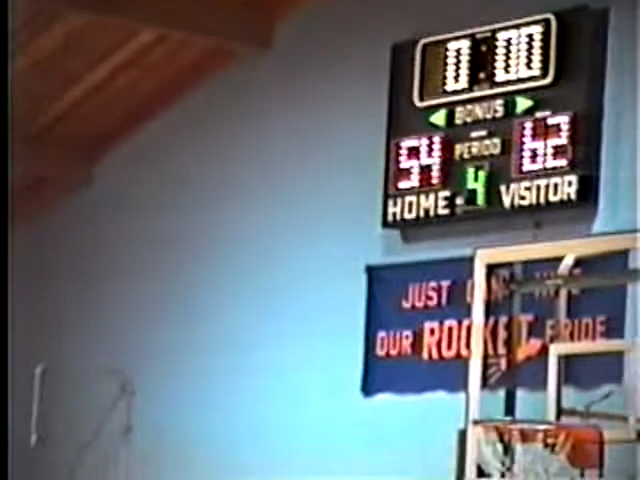 0:00
BONUS
54 PERIOD 62
HOME 4 VISITOR
JUST
OUR ROCKET PRIDE